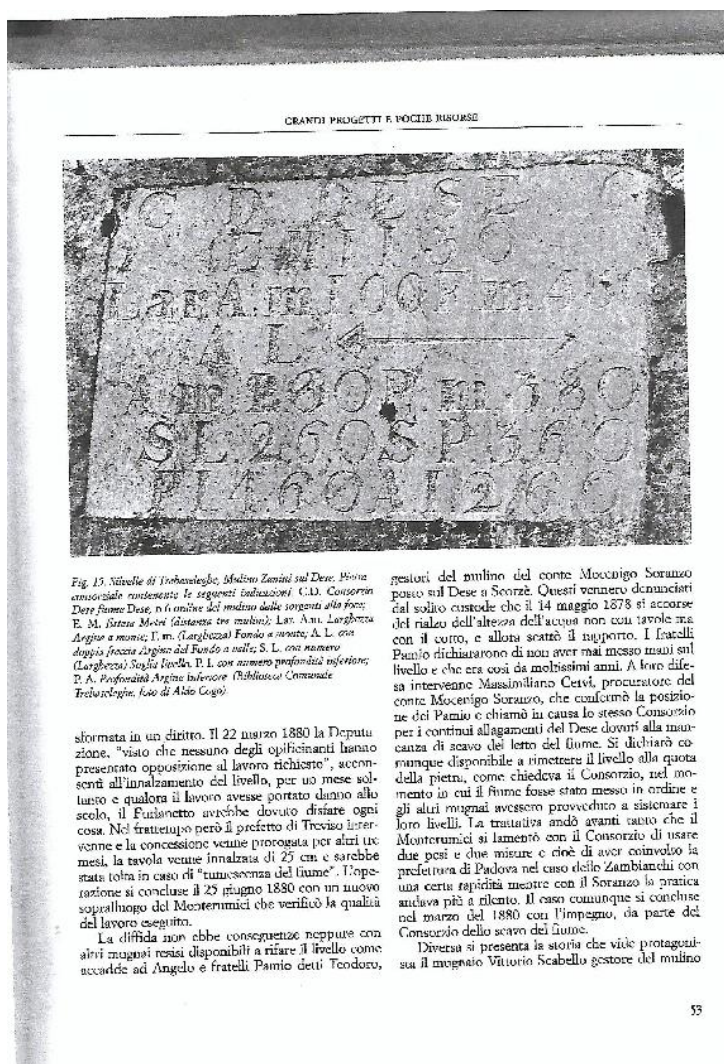 GRANDI PROGETTI E POCHE RISORSE
C D DESE 6
E M 1130
Lar.A.m1.00F.m.450
A L
A.m.P.m.3.30
S L.2.60 S P.3.60
P I.4.60 A I.2.60
Fig. 15. Nivelle di Trebaseleghe, Mulino Zanini sul Dese. Pietra
consorziale contenente le seguenti indicazioni: C.D. Consorzio
Dese fiume Dese, n 6 ordine del mulino dalle sorgenti alla foce;
E. M. Estesa Metri (distanza tra mulini); Lar. A.m. Larghezza
Argine a monte; F. m. (Larghezza) Fondo a monte; A. L. con
doppia freccia Argine del Fondo a valle; S. L. con numero
(Larghezza) Soglia livello. P. I. con numero profondità inferiore;
P. A. Profondità Argine Inferiore (Biblioteca Comunale
Trebaseleghe, foto di Aldo Gogo).
sformata in un diritto. Il 22 marzo 1880 la Deputa-
zione, "visto che nessuno degli opificinanti hanno
presentato opposizione al lavoro richiesto", accon-
sentì all'innalzamento del livello, per un mese sol-
tanto e qualora il lavoro avesse portato danno allo
scolo, il Furlanetto avrebbe dovuto disfare ogni
cosa. Nel frattempo però il prefetto di Treviso inter-
venne e la concessione venne prorogata per altri tre
mesi, la tavola venne innalzata di 25 cm e sarebbe
stata tolta in caso di "tumescenza del fiume". L'ope-
razione si concluse il 25 giugno 1880 con un nuovo
sopralluogo del Monterumici che verificò la qualità
del lavoro eseguito.
La diffida non ebbe conseguenze neppure con
altri mugnai resisi disponibili a rifare il livello come
accadde ad Angelo e fratelli Pamio detti Teodoro,
gestori del mulino del conte Mocenigo Soranzo
posto sul Dese a Scorzè. Questi vennero denunciati
dal solito custode che il 14 maggio 1878 si accorse
del rialzo dell'altezza dell'acqua non con tavole ma
con il cotto, e allora scattò il rapporto. I fratelli
Pamio dichiararono di non aver mai messo mani sul
livello e che era così da moltissimi anni. A loro dife-
sa intervenne Massimiliano Cervi, procuratore del
conte Mocenigo Soranzo, che confermò la posizio-
ne dei Pamio e chiamò in causa lo stesso Consorzio
per i continui allagamenti del Dese dovuti alla man-
canza di scavo del letto del fiume. Si dichiarò co-
munque disponibile a rimettere il livello alla quota
della pietra, come chiedeva il Consorzio, nel mo-
mento in cui il fiume fosse stato messo in ordine e
gli altri mugnai avessero provveduto a sistemare i
loro livelli. La trattativa andò avanti tanto che il
Monterumici si lamentò con il Consorzio di usare
due pesi e due misure e cioè di aver coinvolto la
prefettura di Padova nel caso dello Zambianchi con
una certa rapidità mentre con il Soranzo la pratica
andava più a rilento. Il caso comunque si concluse
nel marzo del 1880 con l'impegno, da parte del
Consorzio dello scavo del fiume.
Diversa si presenta la storia che vide protagoni-
sta il mugnaio Vittorio Scabello gestore del mulino
53